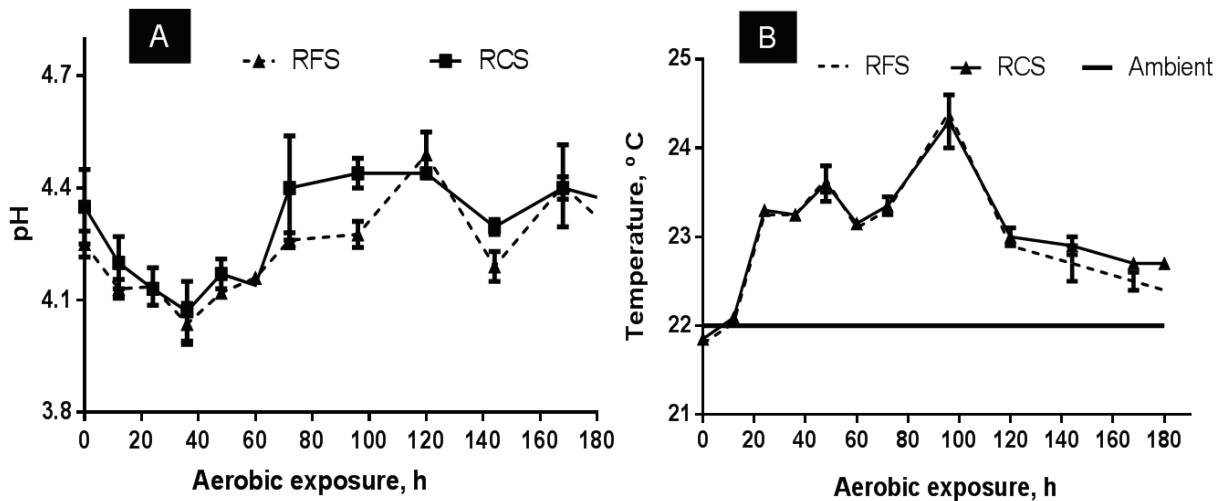 A
RFS RCS
pH
4.7
4.4
4.1
3.8
0 20 40 60 80 100 120 140 160 180
Aerobic exposure, h
B
RFS RCS Ambient
Temperature, º C
25
24
23
22
21
0 20 40 60 80 100 120 140 160 180
Aerobic exposure, h